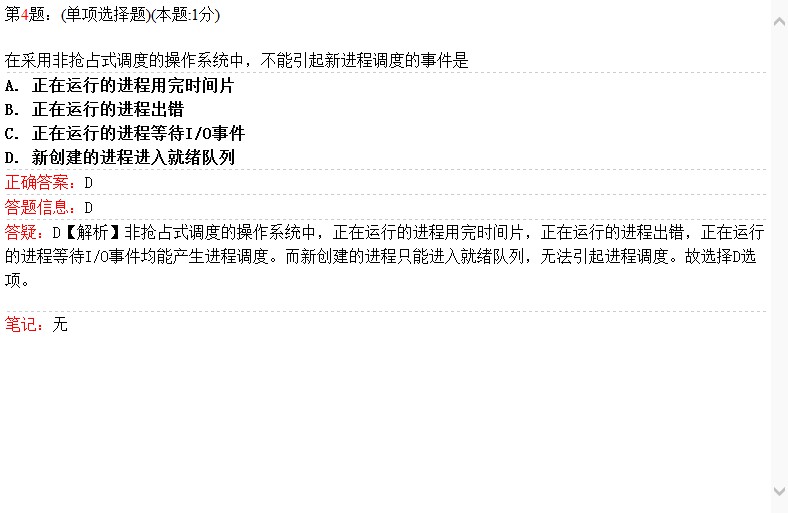 第4题：(单项选择题)(本题:1分)
在采用非抢占式调度的操作系统中，不能引起新进程调度的事件是
A. 正在运行的进程用完时间片
B. 正在运行的进程出错
C. 正在运行的进程等待I/O事件
D. 新创建的进程进入就绪队列
正确答案：D
答题信息：D
答疑：D【解析】非抢占式调度的操作系统中，正在运行的进程用完时间片，正在运行的进程出错，正在运行
的进程等待I/O事件均能产生进程调度。而新创建的进程只能进入就绪队列，无法引起进程调度。故选择D选
项。
笔记：无